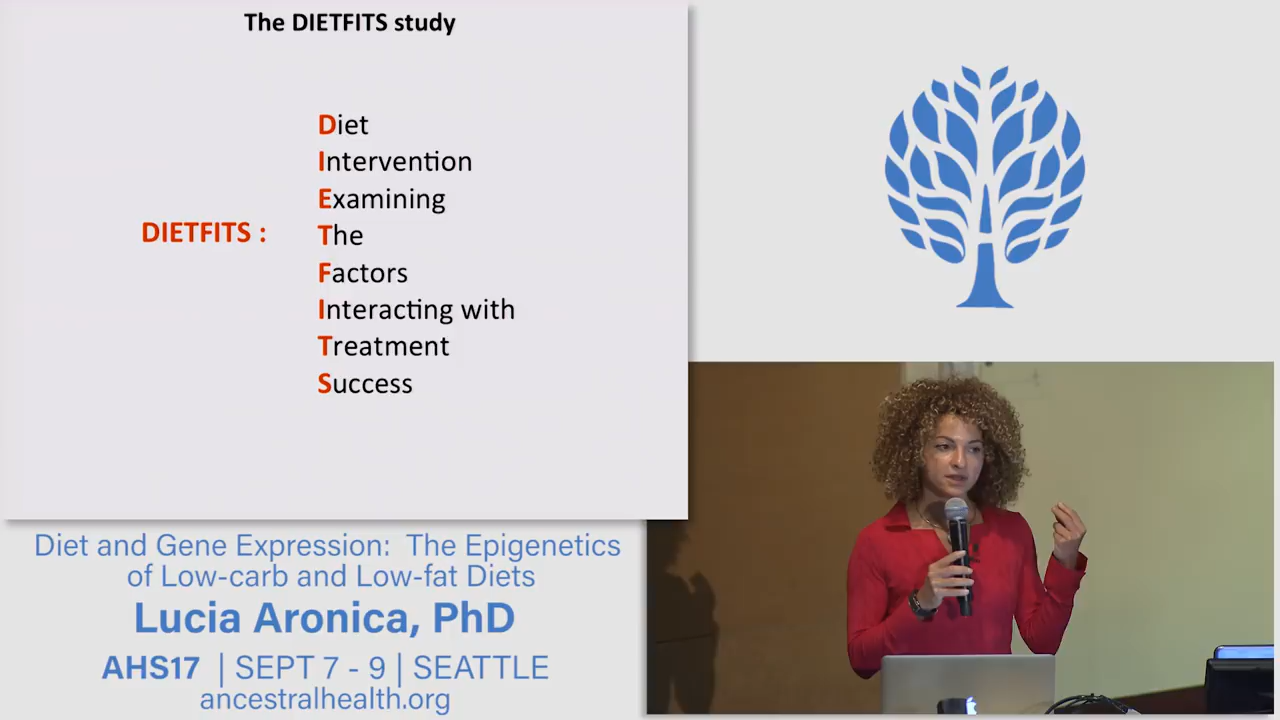 The DIETFITS study
DIETFITS :
Diet
Intervention
Examining
The
Factors
Interacting with
Treatment
Success
Diet and Gene Expression: The Epigenetics
of Low-carb and Low-fat Diets
Lucia Aronica, PhD
AHS17 | SEPT 7 - 9 | SEATTLE
ancestralhealth.org